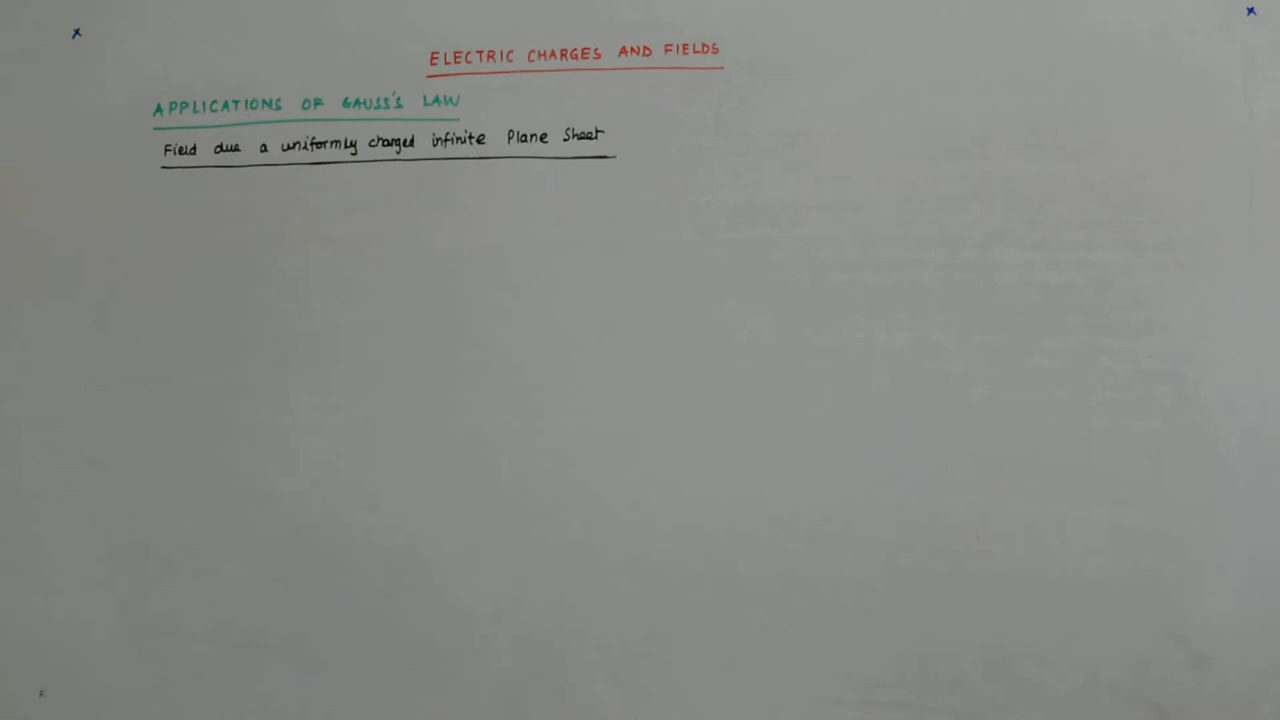 ELECTRIC CHARGES AND FIELDS
APPLICATIONS OF GAUSS'S LAW
Field due a uniformly charged infinite Plane Sheet